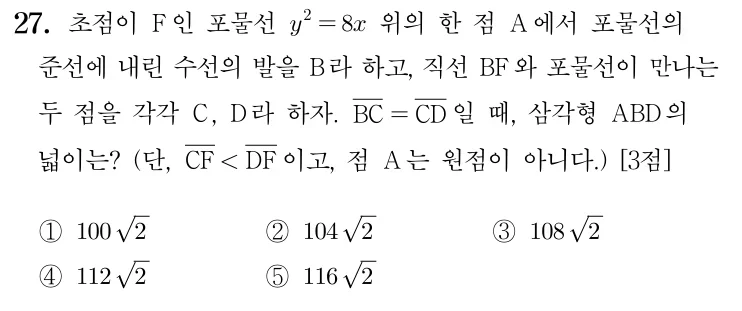 27. 초점이 F인 포물선 y²=8x 위의 한 점 A에서 포물선의
준선에 내린 수선의 발을 B라 하고, 직선 BF와 포물선이 만나는
두 점을 각각 C, D라 하자. B̅C̅=C̅D̅일 때, 삼각형 ABD의
넓이는? (단, C̅F̅<D̅F̅이고, 점 A는 원점이 아니다.) [3점]
① 100√2 ② 104√2 ③ 108√2
④ 112√2 ⑤ 116√2